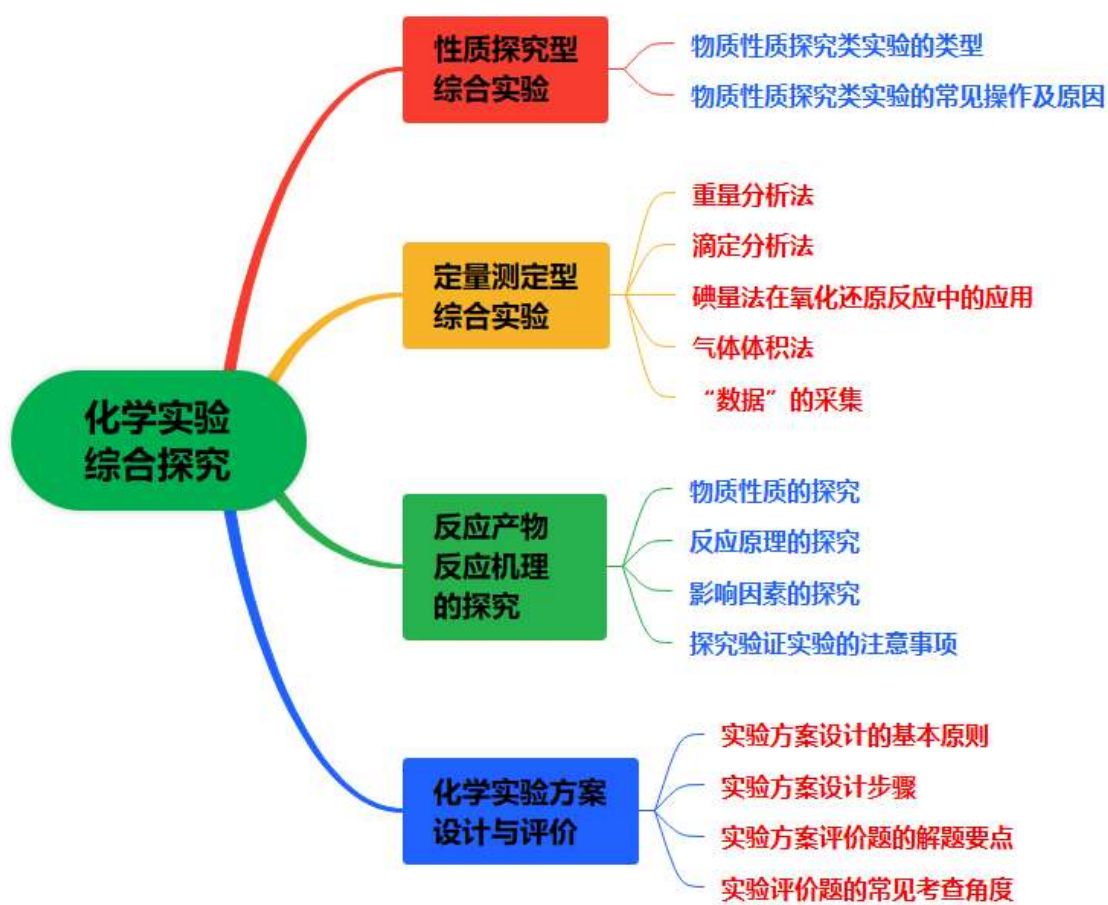 化学实验
综合探究
性质探究型
综合实验
物质性质探究类实验的类型
物质性质探究类实验的常见操作及原因
定量测定型
综合实验
重量分析法
滴定分析法
碘量法在氧化还原反应中的应用
气体体积法
“数据”的采集
反应产物
反应机理
的探究
物质性质的探究
反应原理的探究
影响因素的探究
探究验证实验的注意事项
化学实验方案
设计与评价
实验方案设计的基本原则
实验方案设计步骤
实验方案评价题的解题要点
实验评价题的常见考查角度